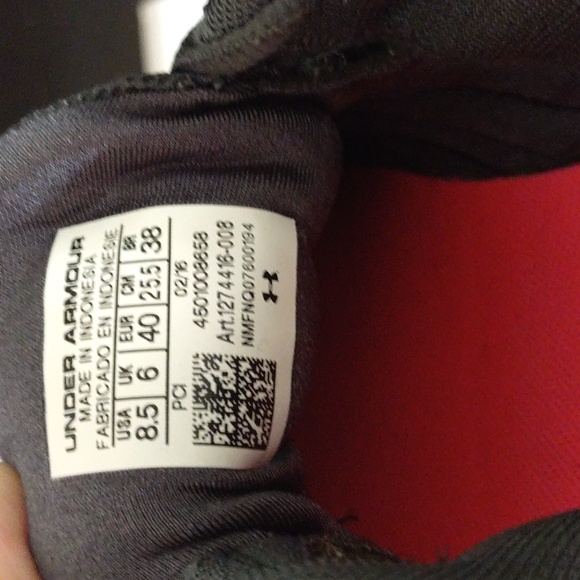 UNDER ARMOUR
MADE IN INDONESIA
FABRICADO EN INDONESIE
USA UK EUR CM BR
8.5 6 40 25.5 38
PCI 02/16
4501008658
Art.1274416-008
NMFNQ07600194